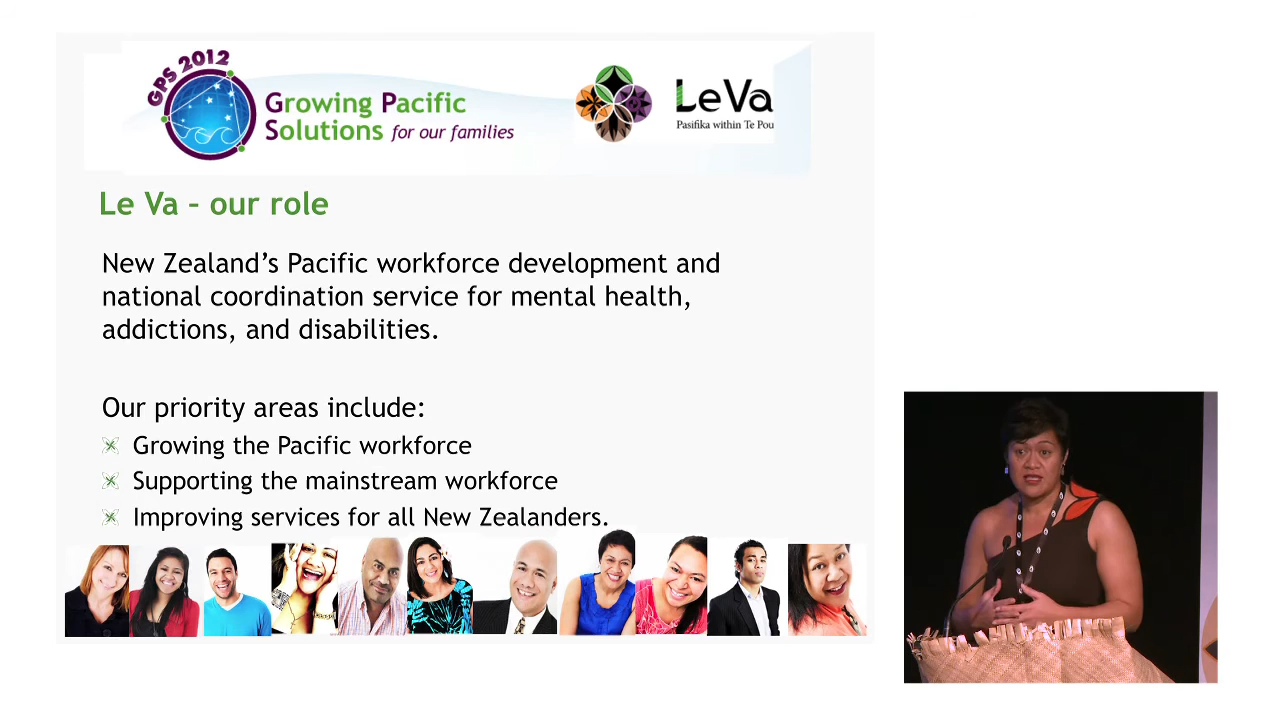 GPS 2012
Growing Pacific
Solutions for our families
Le Va
Pasifika within Te Pou
Le Va – our role
New Zealand’s Pacific workforce development and
national coordination service for mental health,
addictions, and disabilities.
Our priority areas include:
Growing the Pacific workforce
Supporting the mainstream workforce
Improving services for all New Zealanders.